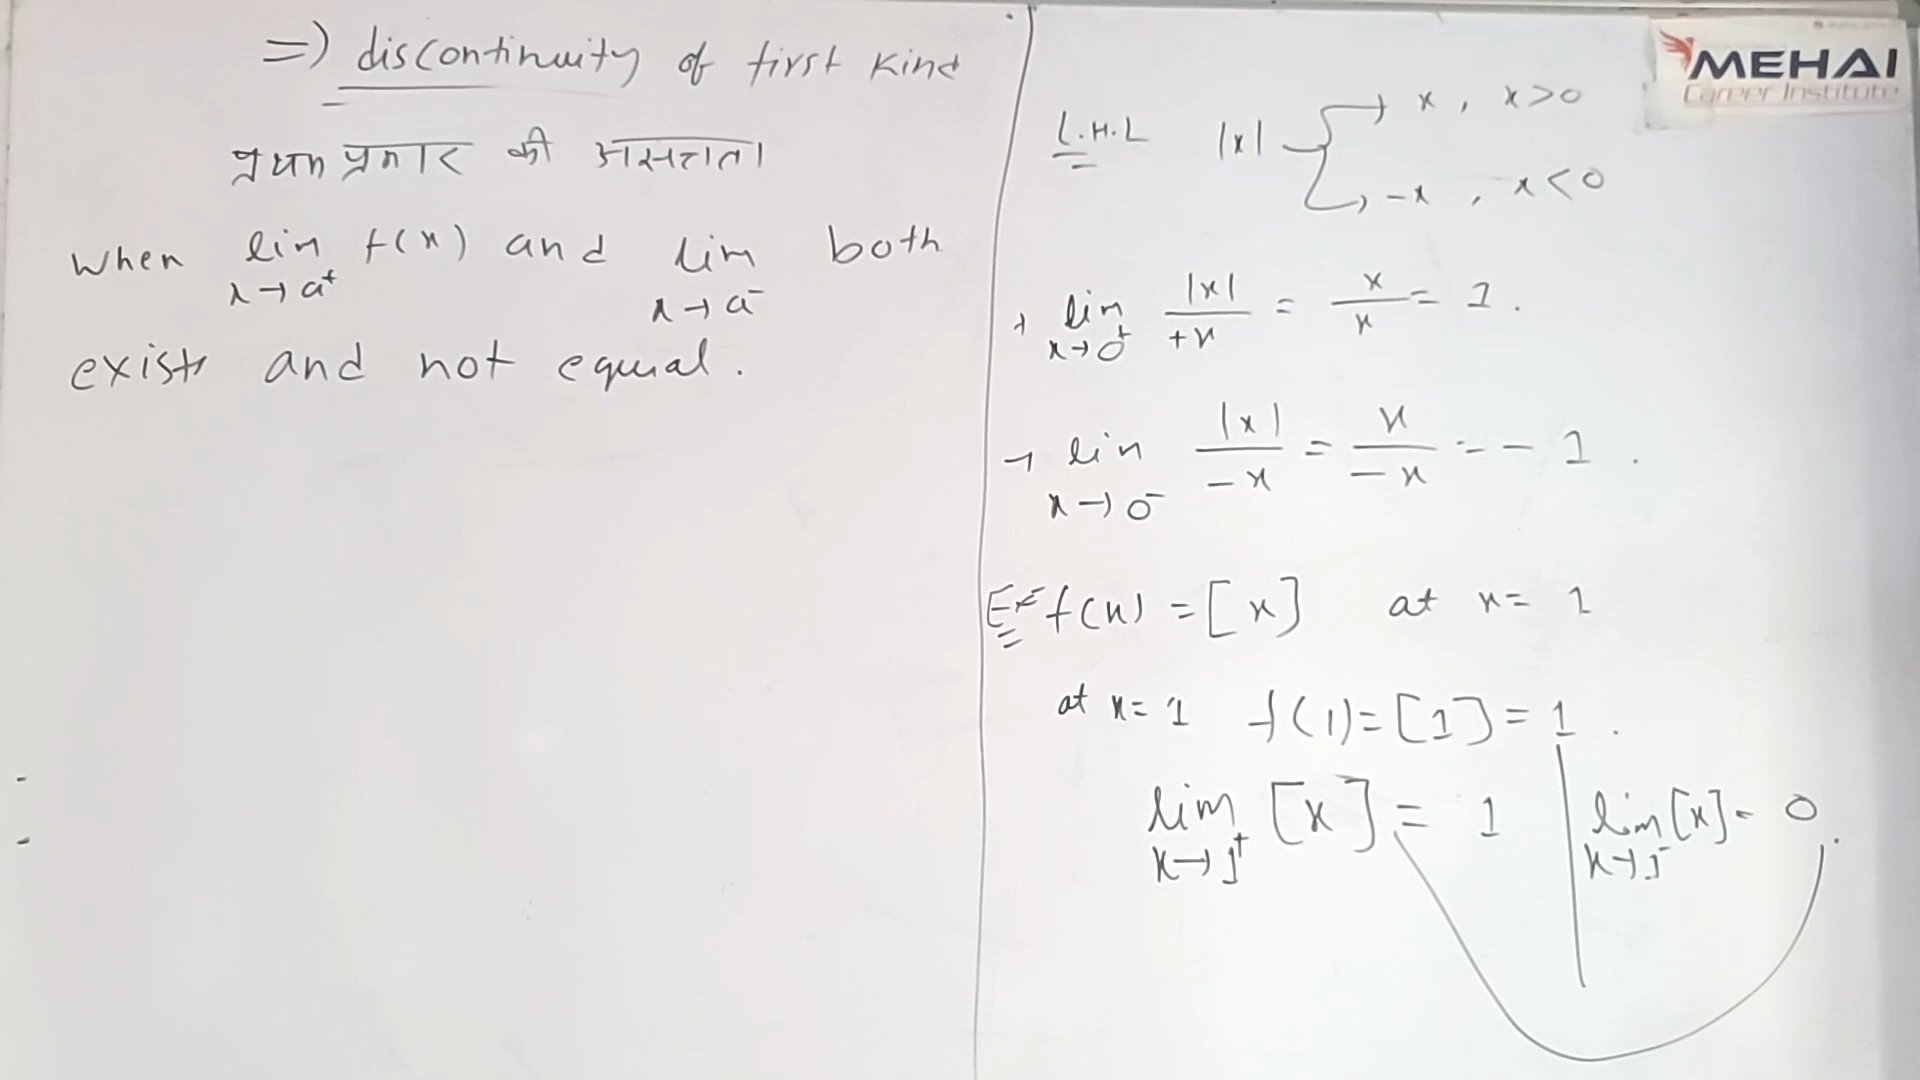 =) discontinuity of first kind
प्रथम प्रकार की असतता
when lim f(x) and lim both
x→a⁺ x→a⁻
exists and not equal.
MEHAI
Career Institute
L.H.L |x| → x, x>0
→ -x, x<0
→ lim |x|/+x = x/x = 1.
x→0⁺
→ lim |x|/-x = x/-x = - 1.
x→0⁻
Ex f(x) = [x] at x= 1
at x= 1 f(1)=[1]=1.
lim [x] = 1 | lim [x] = 0.
x→1⁺ x→1⁻